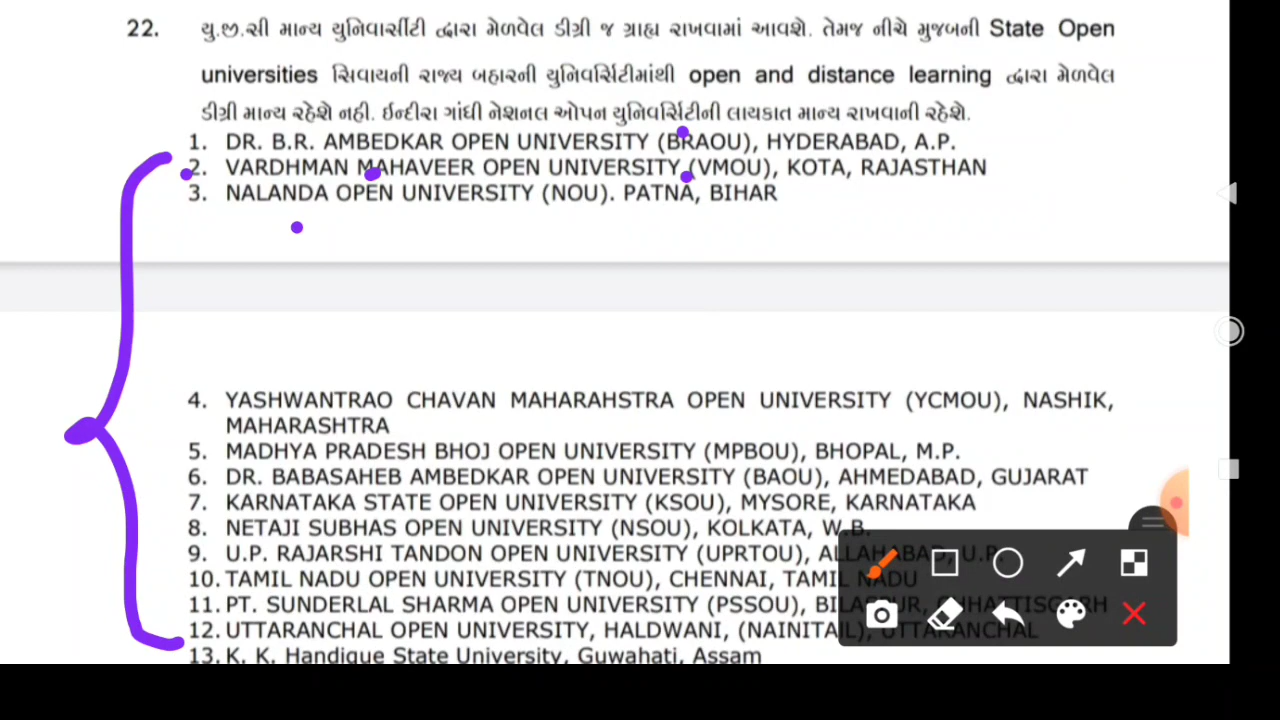 22. યુ.જી.સી માન્ય યુનિવાર્સીટી દ્વારા મેળવેલ ડીગ્રી જ ગ્રાહ્ય રાખવામાં આવશે. તેમજ નીચે મુજબની State Open
universities સિવાયની રાજ્ય બહારની યુનિવર્સિટીમાંથી open and distance learning દ્વારા મેળવેલ
ડીગ્રી માન્ય રહેશે નહી. ઇન્દીરા ગાંધી નેશનલ ઓપન યુનિવર્સિટીની લાયકાત માન્ય રાખવાની રહેશે.
1. DR. B.R. AMBEDKAR OPEN UNIVERSITY (BRAOU), HYDERABAD, A.P.
2. VARDHMAN MAHAVEER OPEN UNIVERSITY (VMOU), KOTA, RAJASTHAN
3. NALANDA OPEN UNIVERSITY (NOU). PATNA, BIHAR
4. YASHWANTRAO CHAVAN MAHARAHSTRA OPEN UNIVERSITY (YCMOU), NASHIK,
MAHARASHTRA
5. MADHYA PRADESH BHOJ OPEN UNIVERSITY (MPBOU), BHOPAL, M.P.
6. DR. BABASAHEB AMBEDKAR OPEN UNIVERSITY (BAOU), AHMEDABAD, GUJARAT
7. KARNATAKA STATE OPEN UNIVERSITY (KSOU), MYSORE, KARNATAKA
8. NETAJI SUBHAS OPEN UNIVERSITY (NSOU), KOLKATA, W.B.
9. U.P. RAJARSHI TANDON OPEN UNIVERSITY (UPRTOU), ALLAHABAD, U.P.
10. TAMIL NADU OPEN UNIVERSITY (TNOU), CHENNAI, TAMIL NADU
11. PT. SUNDERLAL SHARMA OPEN UNIVERSITY (PSSOU), BILASPUR, CHHATTISGARH
12. UTTARANCHAL OPEN UNIVERSITY, HALDWANI, (NAINITAIL), UTTARANCHAL
13. K. K. Handique State University, Guwahati, Assam